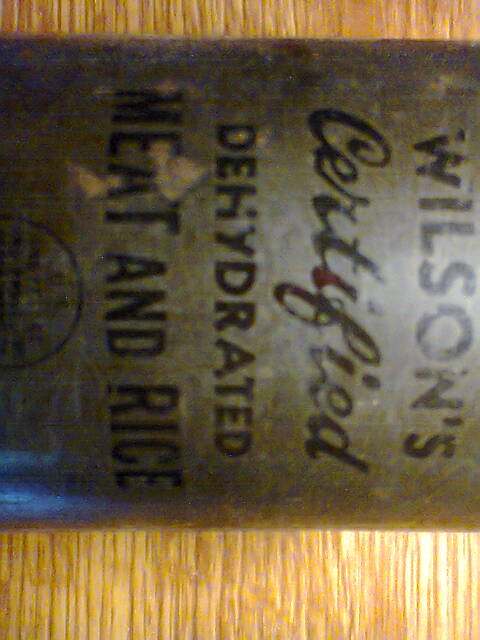 WILSON'S
Certified
DEHYDRATED
MEAT AND RICE